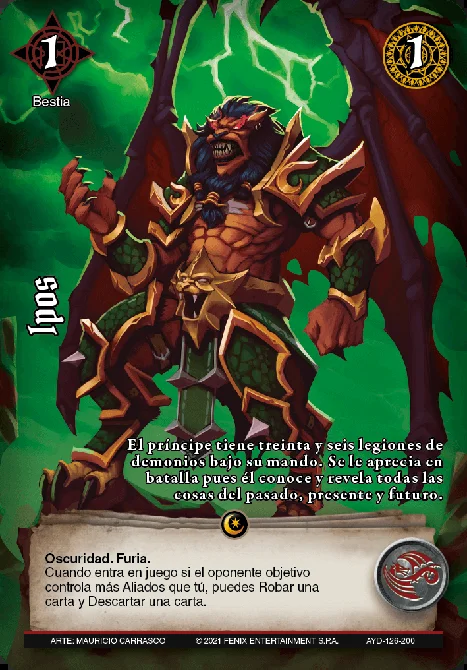 1
1
Bestia
Ipos
El príncipe tiene treinta y seis legiones de
demonios bajo su mando. Se le aprecia en
batalla pues él conoce y revela todas las
cosas del pasado, presente y futuro.
Oscuridad. Furia.
Cuando entra en juego si el oponente objetivo
controla más Aliados que tú, puedes Robar una
carta y Descartar una carta.
ARTE: MAURICIO CARRASCO © 2021 FENIX ENTERTAINMENT S.P.A. AYD-129-200